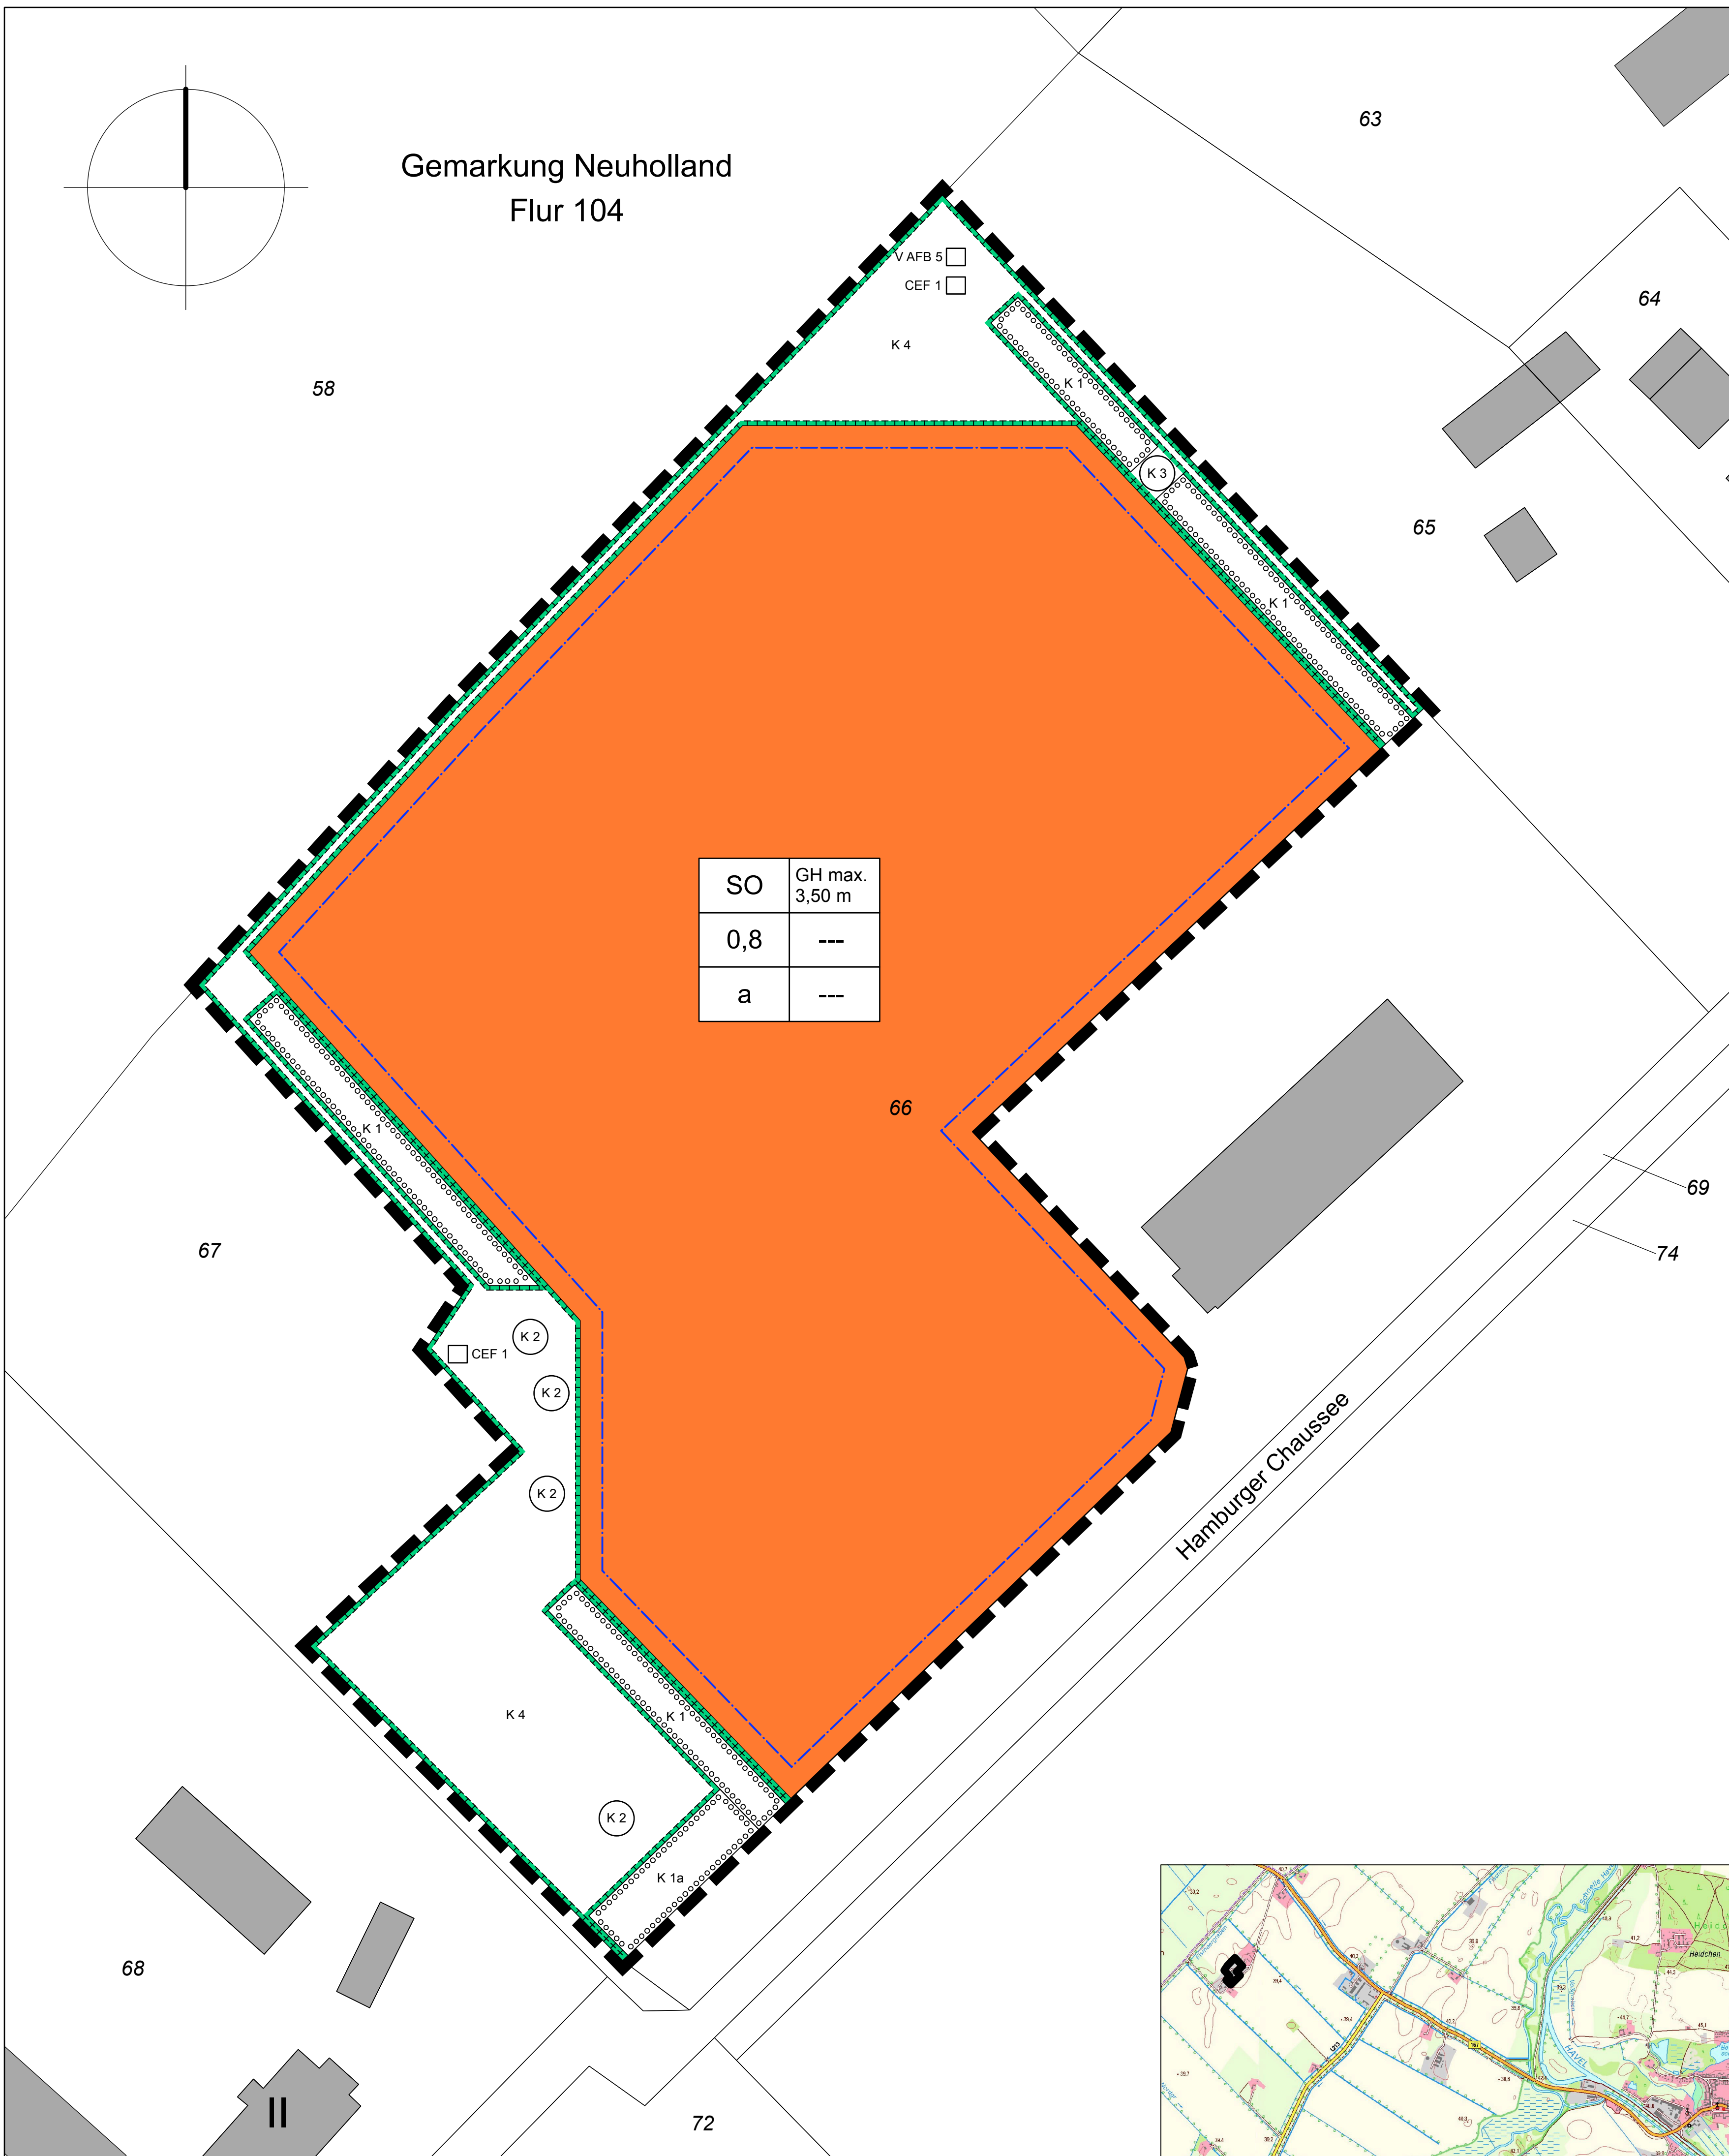 Gemarkung Neuholland
Flur 104
63
64
58
65
V AFB 5
CEF 1
K 4
K 1
K 3
K 1
SO
GH max.
3,50 m
0,8
---
a
---
66
K 1
67
69
74
K 2
CEF 1
K 2
K 2
Hamburger Chaussee
K 4
K 1
K 2
K 1a
68
II
72
Heidchen
HAVEL